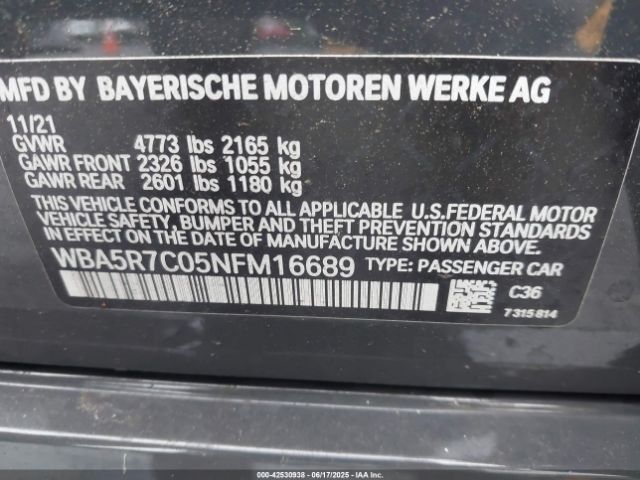 MFD BY BAYERISCHE MOTOREN WERKE AG
11/21
GVWR 4773 lbs 2165 kg
GAWR FRONT 2326 lbs 1055 kg
GAWR REAR 2601 lbs 1180 kg
THIS VEHICLE CONFORMS TO ALL APPLICABLE U.S.FEDERAL MOTOR
VEHICLE SAFETY, BUMPER AND THEFT PREVENTION STANDARDS
IN EFFECT ON THE DATE OF MANUFACTURE SHOWN ABOVE.
WBA5R7C05NFM16689 TYPE: PASSENGER CAR
C36
7315814
000-42530938 - 06/17/2025 - IAA Inc.